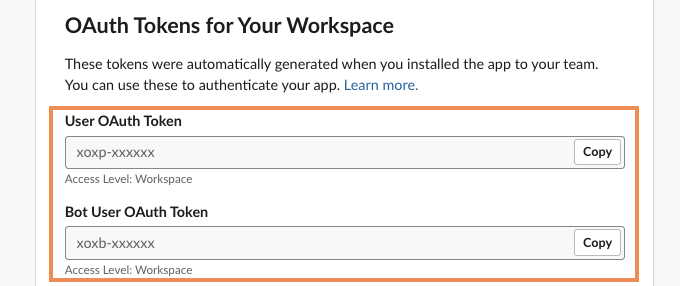 OAuth Tokens for Your Workspace
These tokens were automatically generated when you installed the app to your team.
You can use these to authenticate your app. Learn more.
User OAuth Token
xoxp-xxxxxx
Copy
Access Level: Workspace
Bot User OAuth Token
xoxb-xxxxxx
Copy
Access Level: Workspace